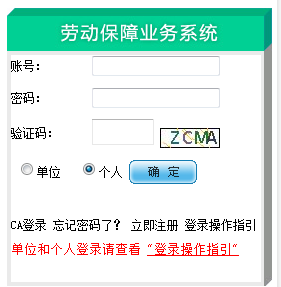 劳动保障业务系统
账号：
密码：
验证码： ZCMA
单位 个人 确 定
CA登录 忘记密码了？ 立即注册 登录操作指引
单位和个人登录请查看 “登录操作指引”